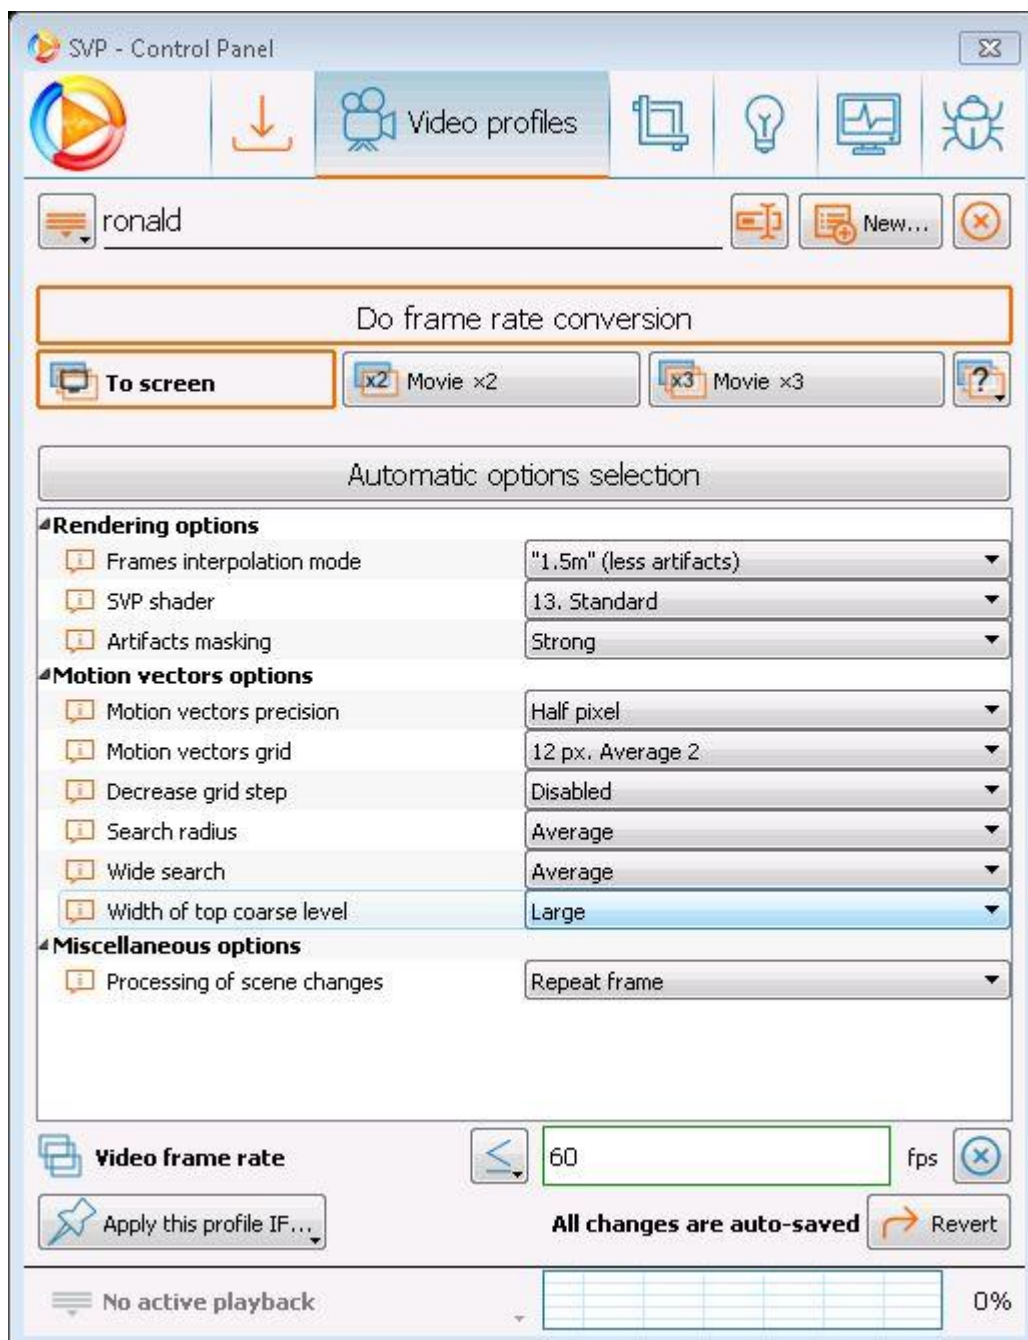 SVP - Control Panel
Video profiles
ronald
New...
Do frame rate conversion
To screen
x2 Movie ×2
x3 Movie ×3
?
Automatic options selection
Rendering options
Frames interpolation mode "1.5m" (less artifacts)
SVP shader 13. Standard
Artifacts masking Strong
Motion vectors options
Motion vectors precision Half pixel
Motion vectors grid 12 px. Average 2
Decrease grid step Disabled
Search radius Average
Wide search Average
Width of top coarse level Large
Miscellaneous options
Processing of scene changes Repeat frame
Video frame rate ≤ 60 fps
Apply this profile IF... All changes are auto-saved Revert
No active playback 0%